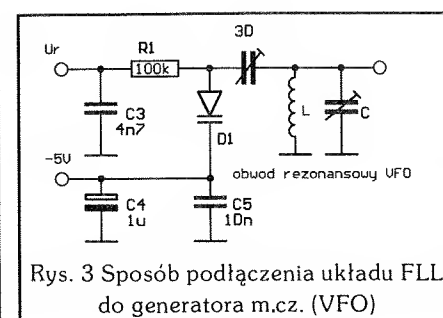 3D
Ur
R1
100k
C3
4n7
D1
L
C
-5V
obwod rezonansowy VFO
C4
1u
C5
10n
Rys. 3 Sposób podłączenia układu FLL
do generatora m.cz. (VFO)